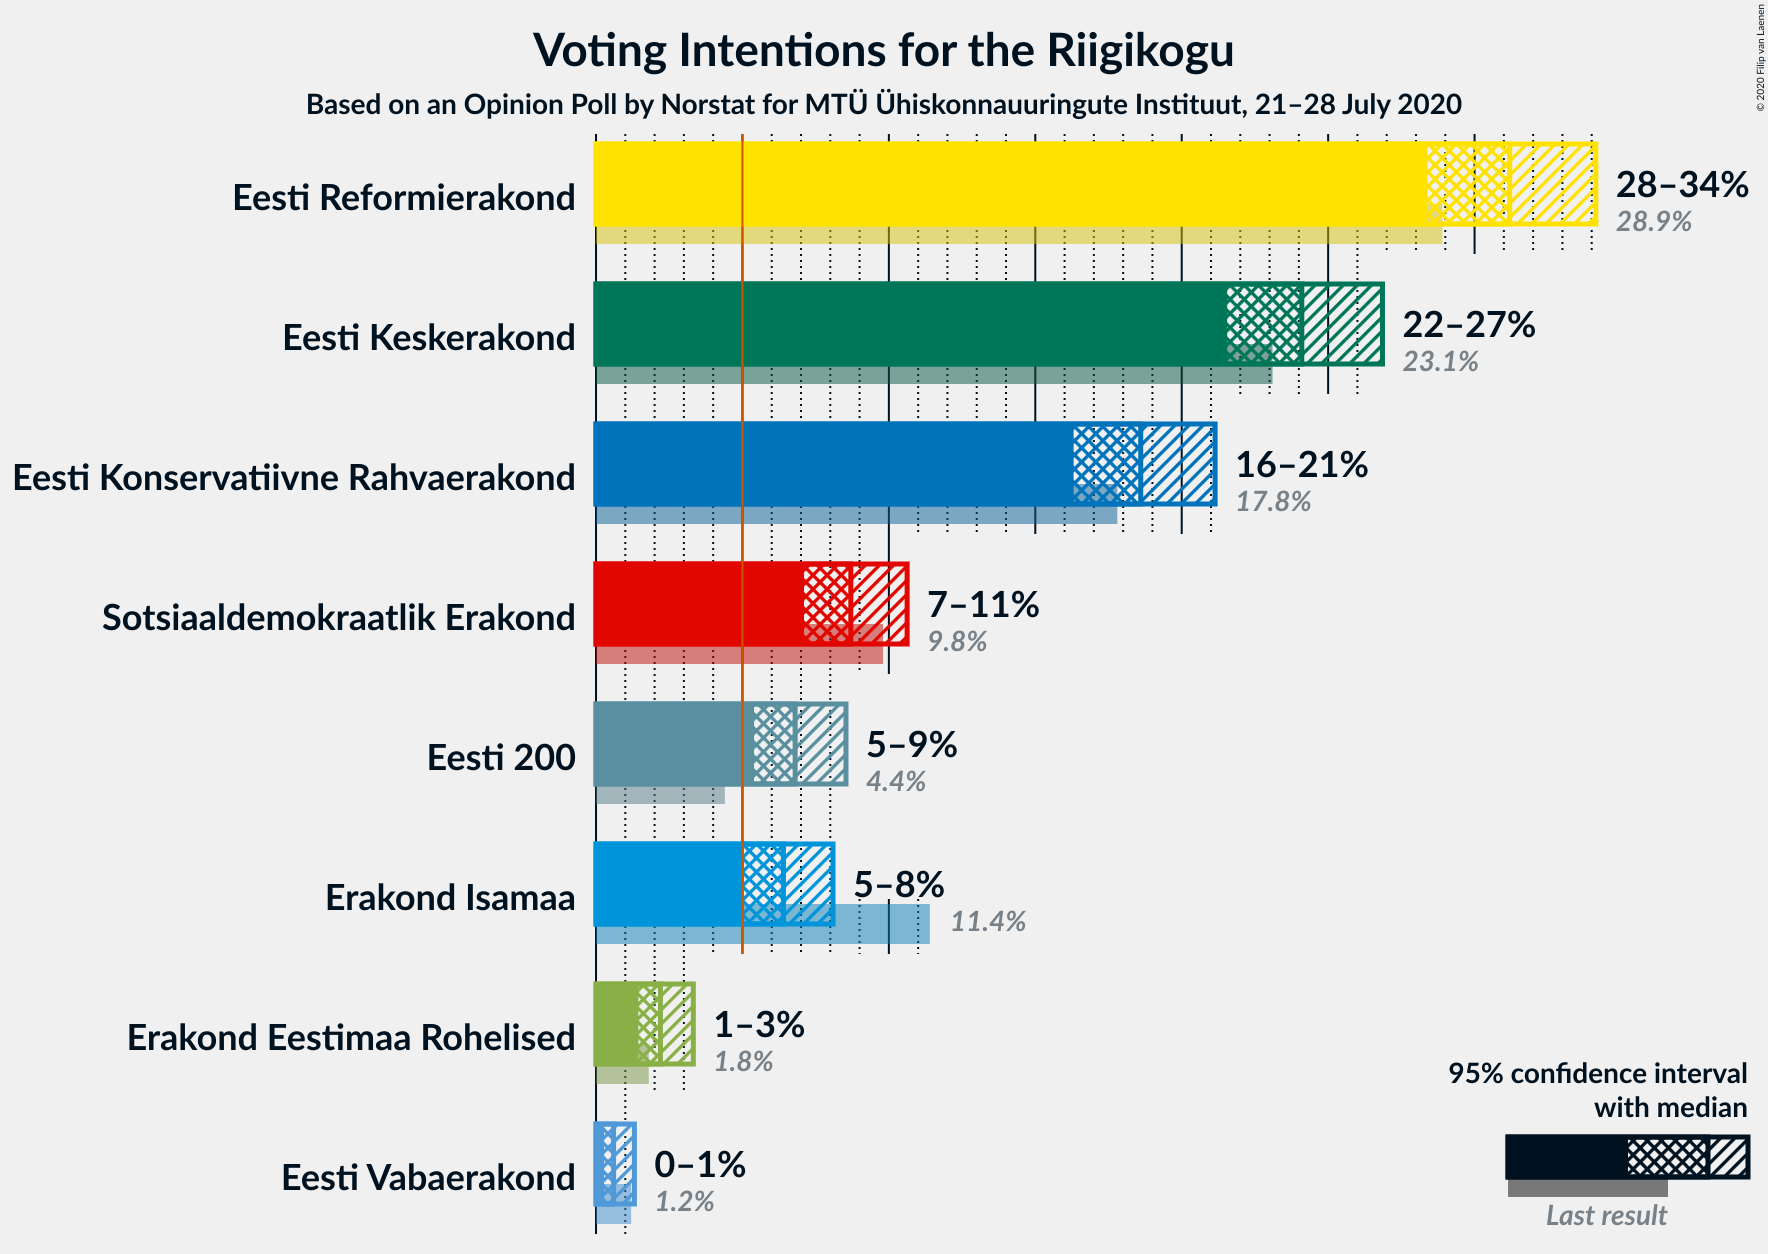 Voting Intentions for the Riigikogu
Based on an Opinion Poll by Norstat for MTÜ Ühiskonnauuringute Instituut, 21–28 July 2020
© 2020 Filip van Laenen
Eesti Reformierakond
28–34%
28.9%
Eesti Keskerakond
22–27%
23.1%
Eesti Konservatiivne Rahvaerakond
16–21%
17.8%
Sotsiaaldemokraatlik Erakond
7–11%
9.8%
Eesti 200
5–9%
4.4%
Erakond Isamaa
5–8%
11.4%
Erakond Eestimaa Rohelised
1–3%
1.8%
Eesti Vabaerakond
0–1%
1.2%
95% confidence interval
with median
Last result